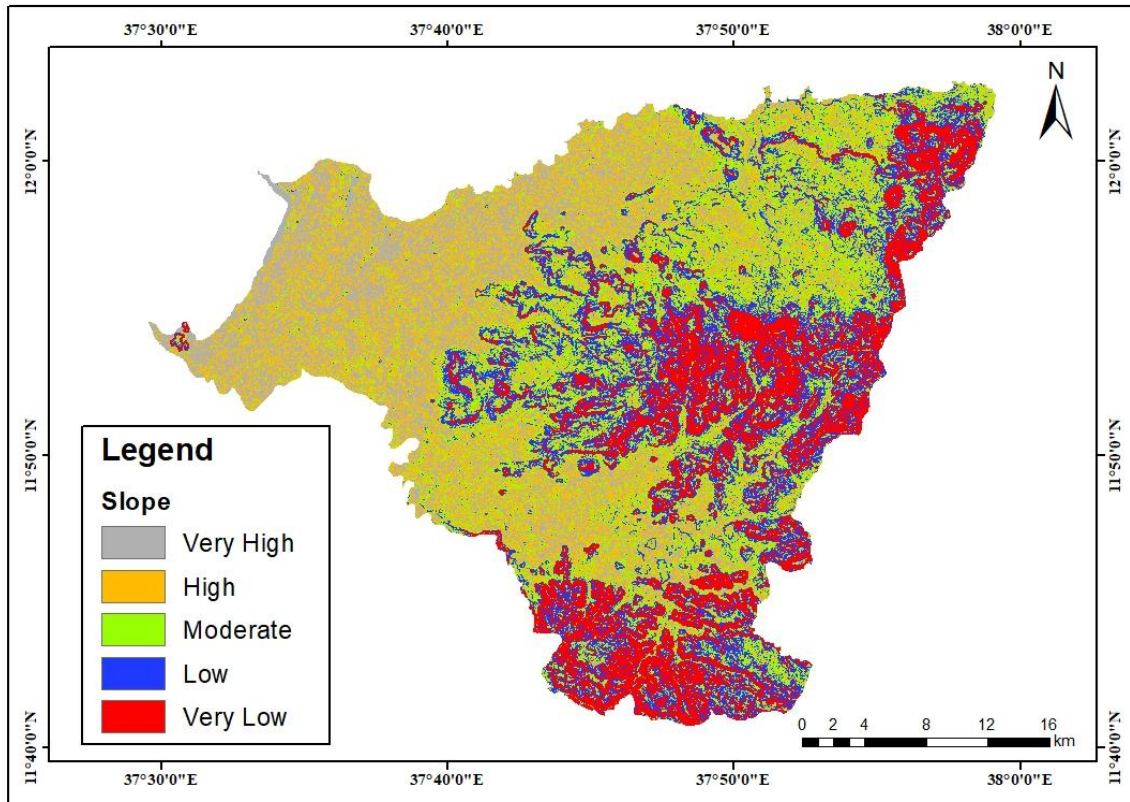 37°30'0"E 37°40'0"E 37°50'0"E 38°0'0"E
N
12°0'0"N 12°0'0"N
11°50'0"N 11°50'0"N
Legend
Slope
Very High
High
Moderate
Low
Very Low
0 2 4 8 12 16
km
11°40'0"N 11°40'0"N
37°30'0"E 37°40'0"E 37°50'0"E 38°0'0"E